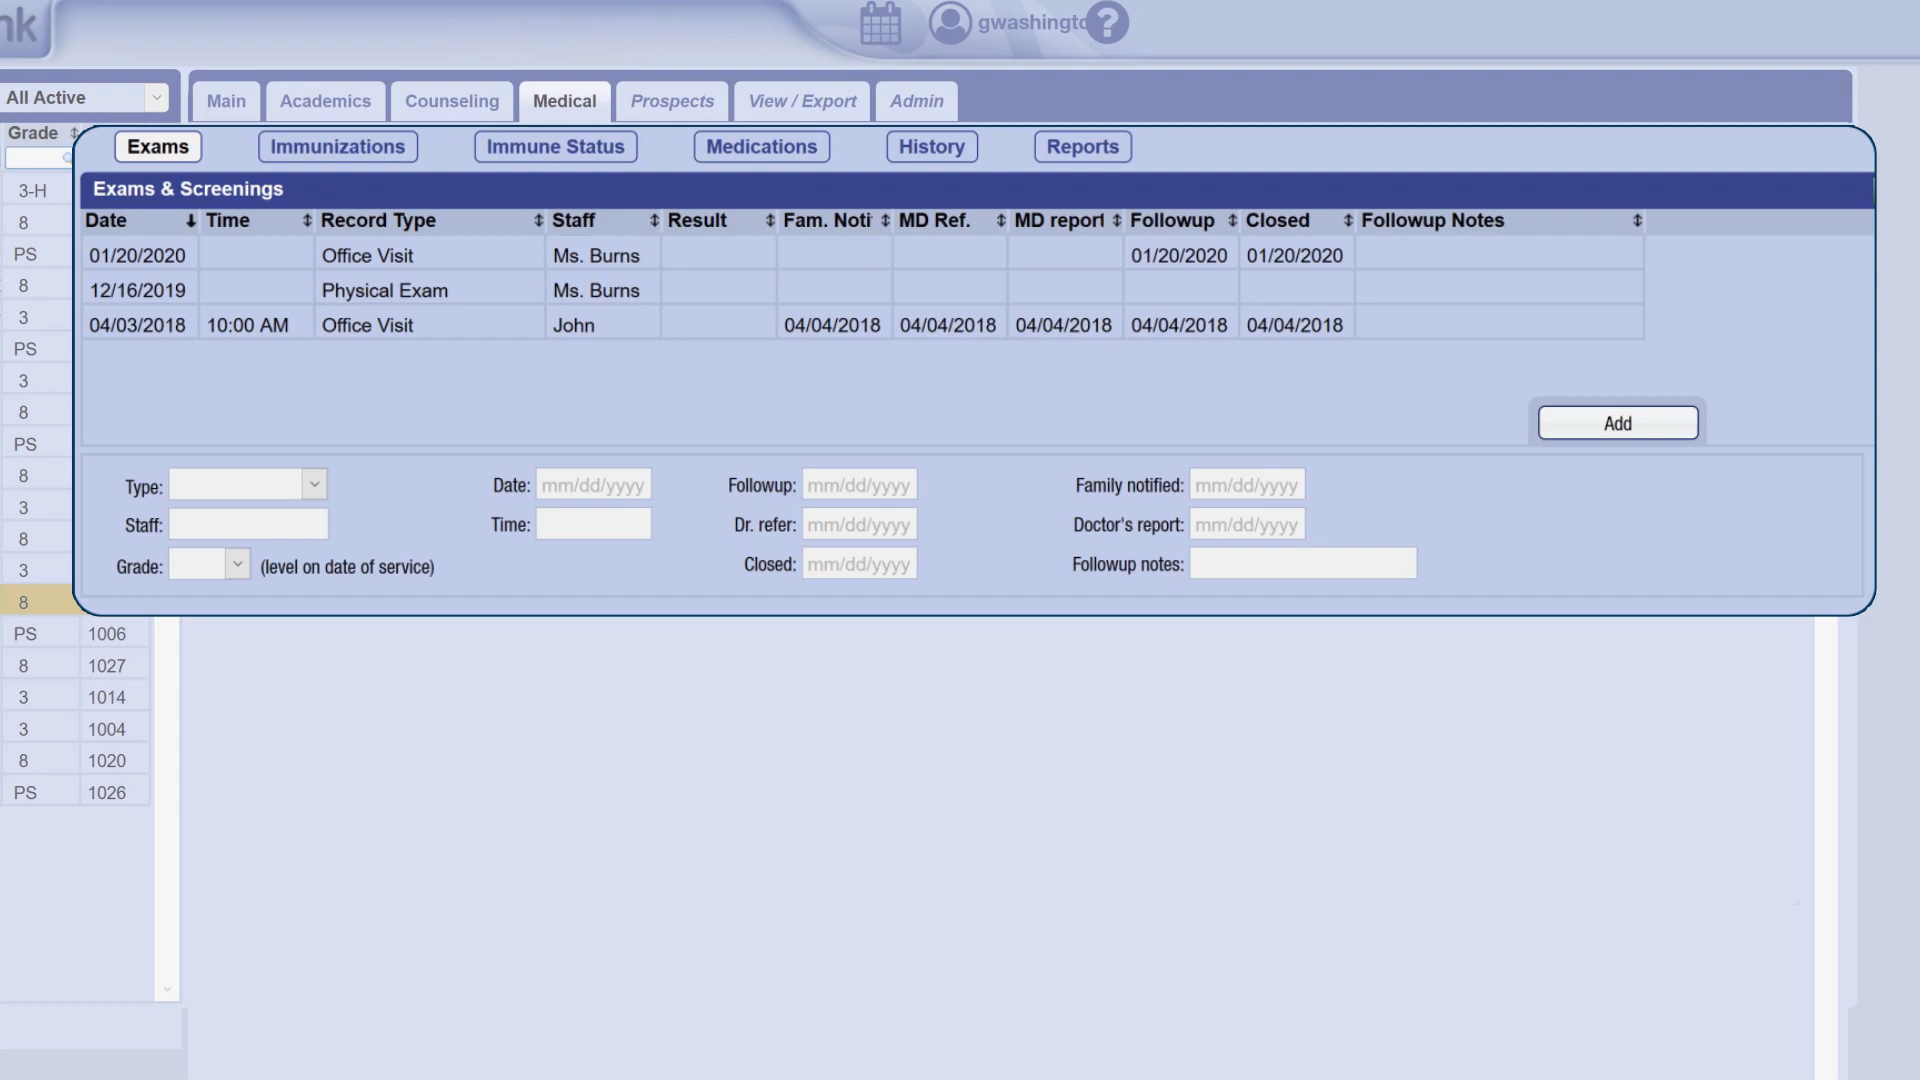 nk
gwashingto
?
All Active
Main Academics Counseling Medical Prospects View / Export Admin
Grade
Exams Immunizations Immune Status Medications History Reports
Exams & Screenings
Date Time Record Type Staff Result Fam. Noti MD Ref. MD report Followup Closed Followup Notes
01/20/2020 Office Visit Ms. Burns 01/20/2020 01/20/2020
12/16/2019 Physical Exam Ms. Burns
04/03/2018 10:00 AM Office Visit John 04/04/2018 04/04/2018 04/04/2018 04/04/2018 04/04/2018
Add
Type: Date: mm/dd/yyyy Followup: mm/dd/yyyy Family notified: mm/dd/yyyy
Staff: Time: Dr. refer: mm/dd/yyyy Doctor's report: mm/dd/yyyy
Grade: (level on date of service) Closed: mm/dd/yyyy Followup notes:
3-H
8
PS
8
3
PS
3
8
PS
8
3
8
3
8
PS 1006
8 1027
3 1014
3 1004
8 1020
PS 1026